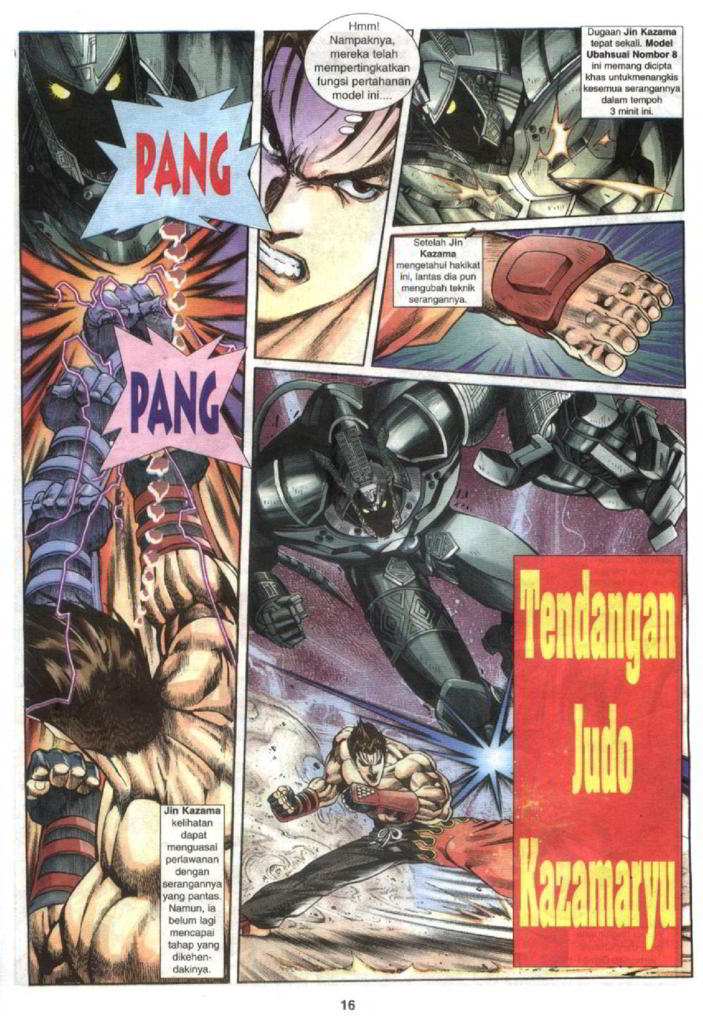 PANG
PANG
Jin Kazama
kelihatan
dapat
menguasai
perlawanan
dengan
serangannya
yang pantas.
Namun, ia
belum lagi
mencapai
tahap yang
dikehen-
dakinya.
Hmm!
Nampaknya,
mereka telah
mempertingkatkan
fungsi pertahanan
model ini....
Dugaan Jin Kazama
tepat sekali. Model
Ubahsuai Nombor 8
ini memang dicipta
khas untukmenangkis
kesemua serangannya
dalam tempoh
3 minit ini.
Setelah Jin
Kazama
mengetahui hakikat
ini, lantas dia pun
mengubah teknik
serangannya.
Tendangan
Judo
Kazamaryu
16